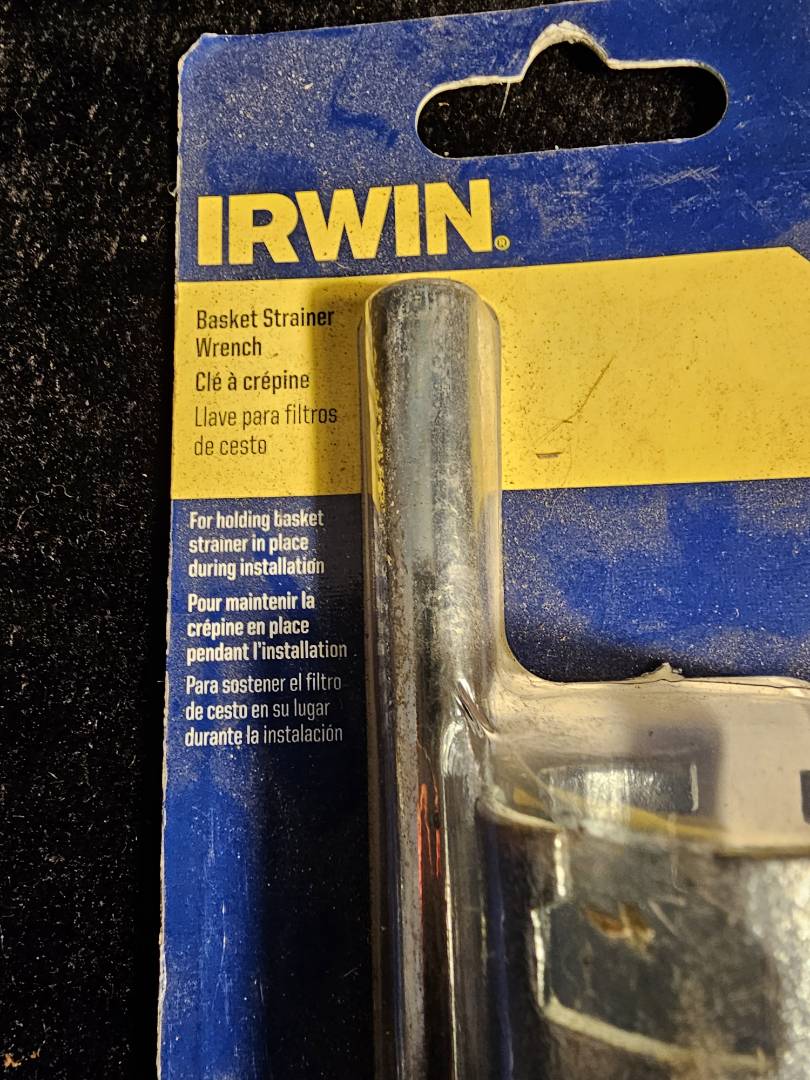 IRWIN®
Basket Strainer
Wrench
Clé à crépine
Llave para filtros
de cesto
For holding basket
strainer in place
during installation
Pour maintenir la
crépine en place
pendant l'installation
Para sostener el filtro
de cesto en su lugar
durante la instalación